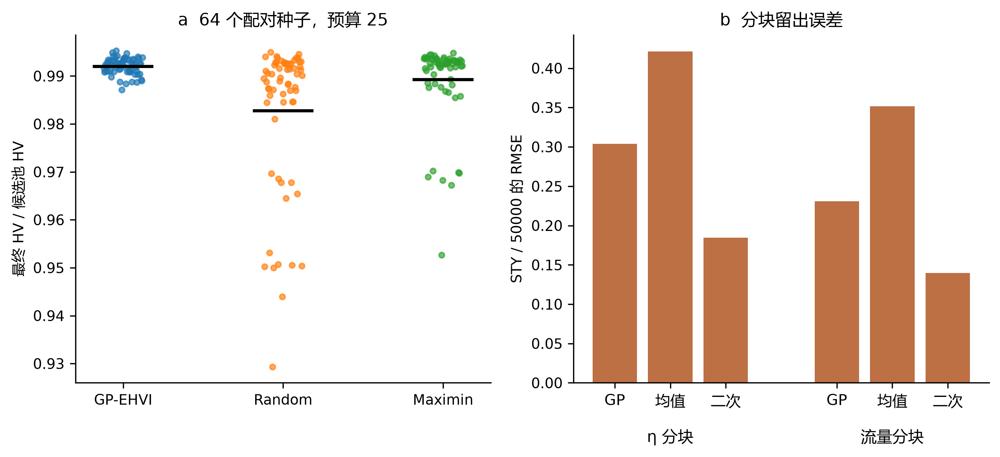 a 64 个配对种子，预算 25
最终 HV / 候选池 HV
0.99
0.98
0.97
0.96
0.95
0.94
0.93
GP-EHVI
Random
Maximin
b 分块留出误差
STY / 50000 的 RMSE
0.40
0.35
0.30
0.25
0.20
0.15
0.10
0.05
0.00
GP
均值
二次
GP
均值
二次
η 分块
流量分块